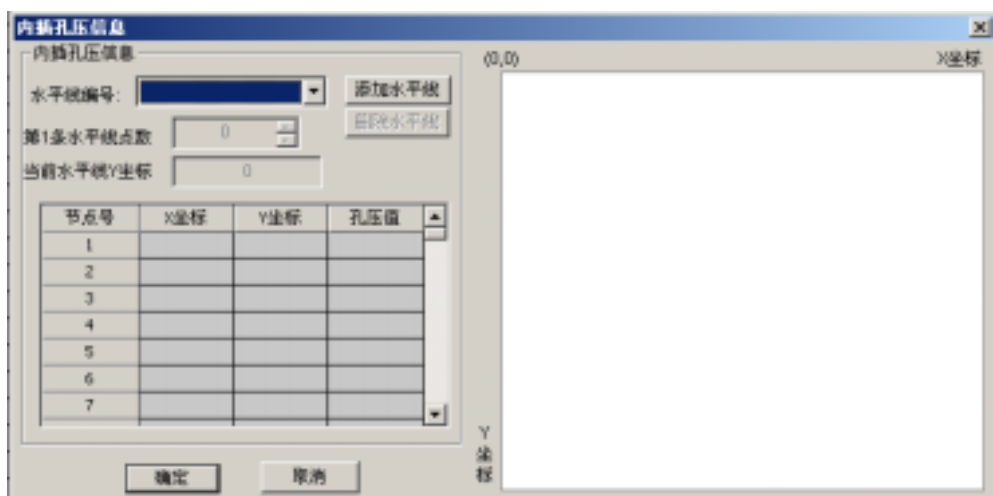 内插孔压信息
内插孔压信息
水平线编号:
添加水平线
删除水平线
第1条水平线点数
0
当前水平线Y坐标
0
节点号 X坐标 Y坐标 孔压值
1
2
3
4
5
6
7
确定
取消
(0,0)
X坐标
Y坐标